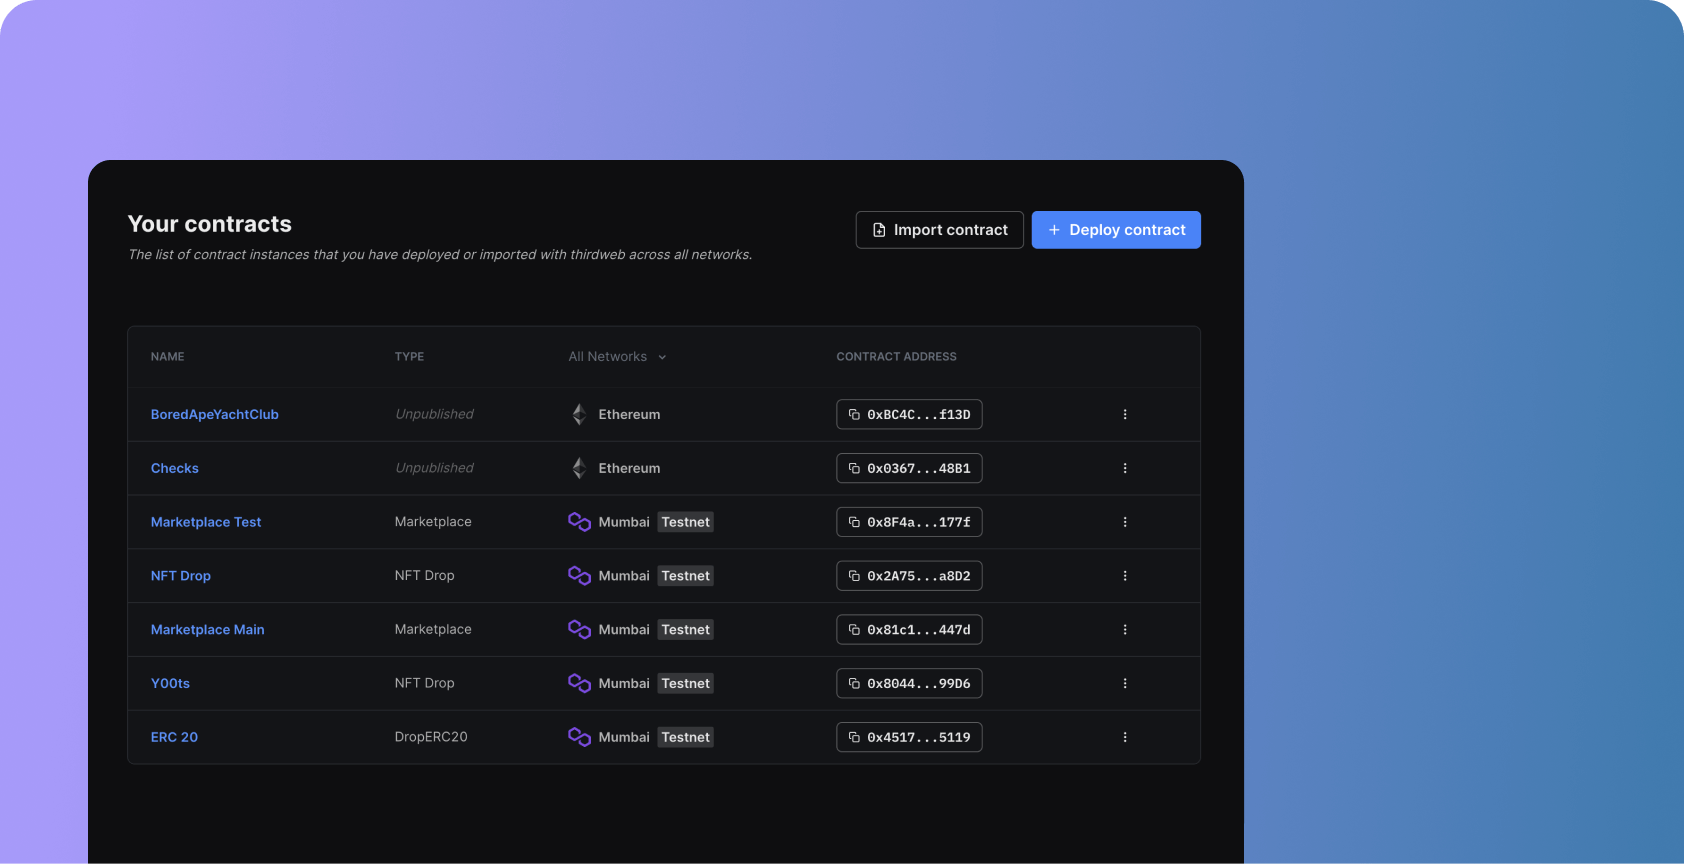 Your contracts
The list of contract instances that you have deployed or imported with thirdweb across all networks.
Import contract
Deploy contract
NAME TYPE All Networks CONTRACT ADDRESS
BoredApeYachtClub Unpublished Ethereum 0xBC4C...f13D
Checks Unpublished Ethereum 0x0367...48B1
Marketplace Test Marketplace Mumbai Testnet 0x8F4a...177f
NFT Drop NFT Drop Mumbai Testnet 0x2A75...a8D2
Marketplace Main Marketplace Mumbai Testnet 0x81c1...447d
Y00ts NFT Drop Mumbai Testnet 0x8044...99D6
ERC 20 DropERC20 Mumbai Testnet 0x4517...5119